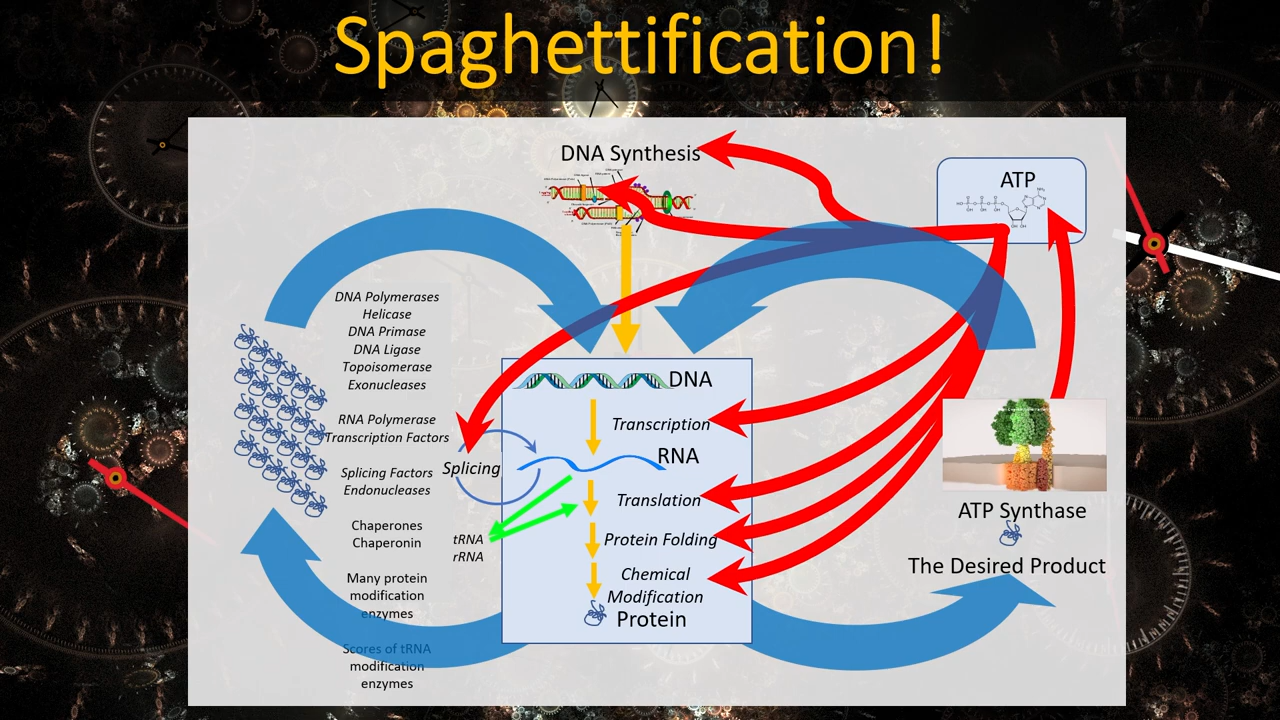 Spaghettification!
DNA Synthesis
ATP
DNA Polymerases
Helicase
DNA Primase
DNA Ligase
Topoisomerase
Exonucleases
RNA Polymerase
Transcription Factors
Splicing Factors
Endonucleases
Chaperones
Chaperonin
Many protein
modification
enzymes
Scores of tRNA
modification
enzymes
Splicing
tRNA
rRNA
DNA
Transcription
RNA
Translation
Protein Folding
Chemical
Modification
Protein
ATP Synthase
The Desired Product